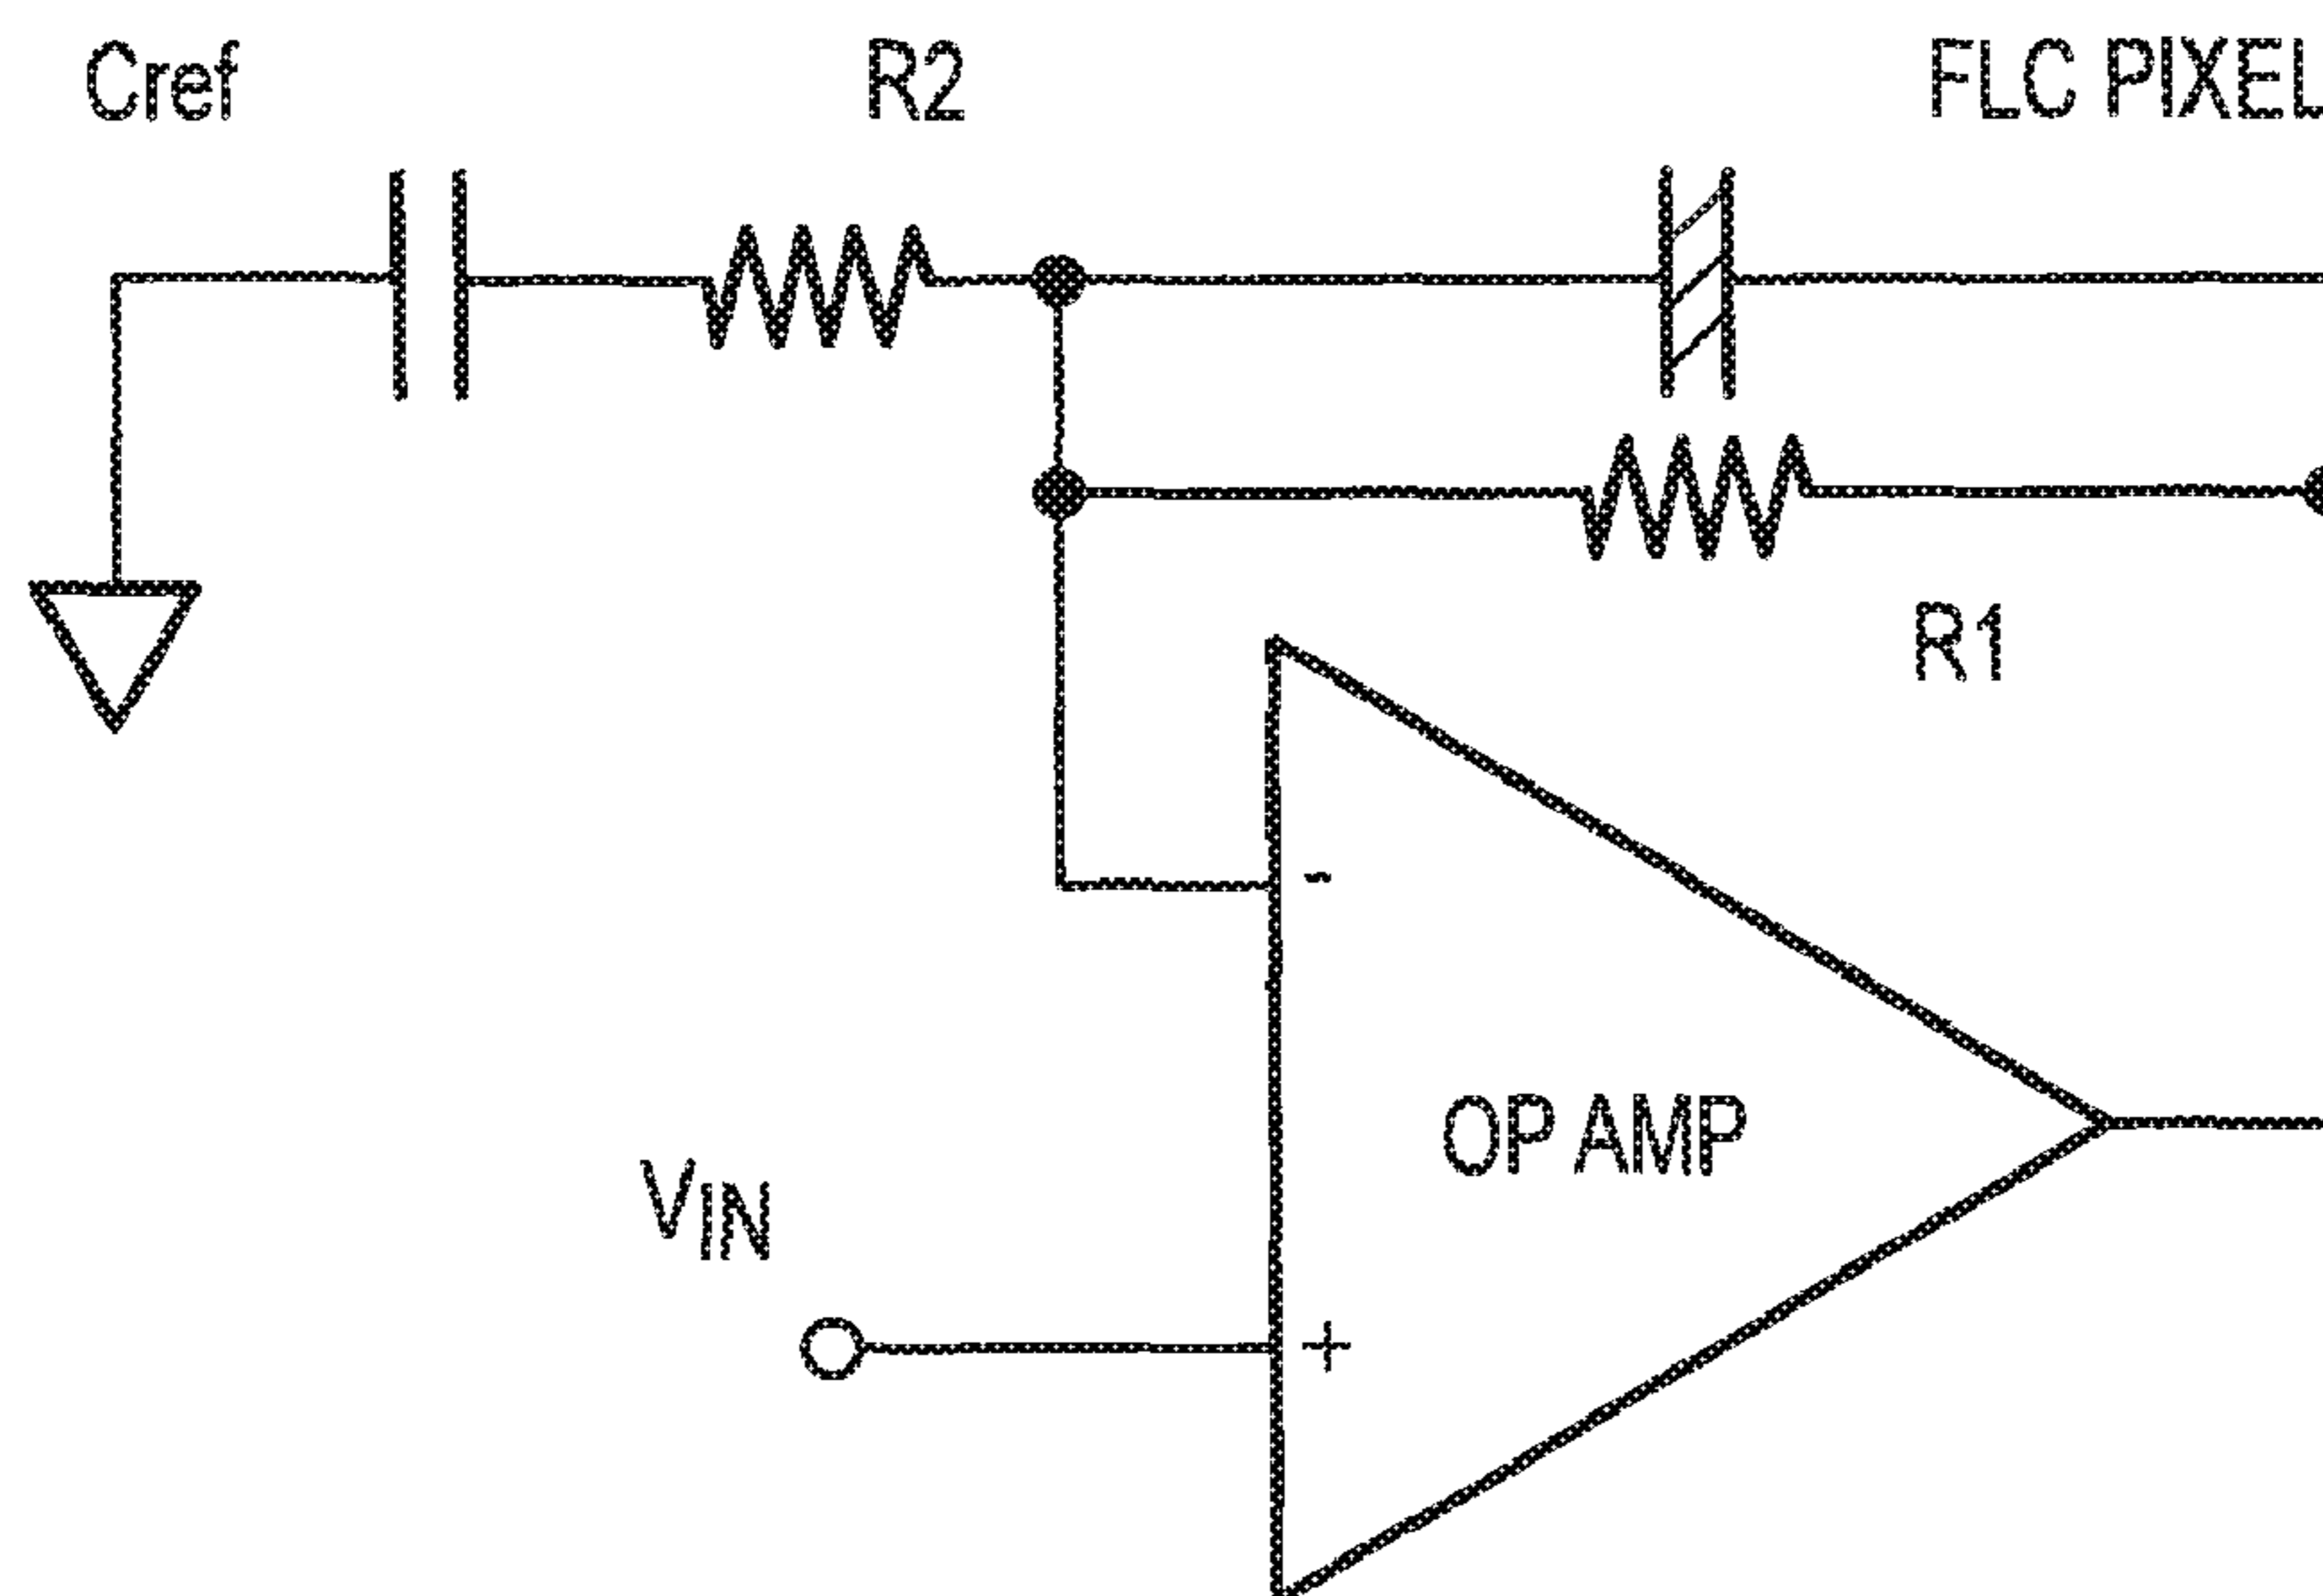 Cref
R2
FLC PIXEL
R1
-
OP AMP
VIN
+